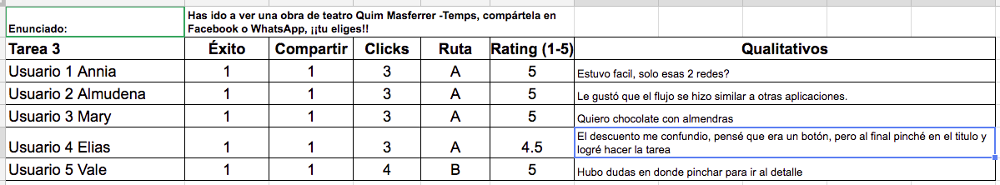 Enunciado: Has ido a ver una obra de teatro Quim Masferrer -Temps, compártela en
Facebook o WhatsApp, ¡¡tu eliges!!
Tarea 3 Éxito Compartir Clicks Ruta Rating (1-5) Qualitativos
Usuario 1 Annia 1 1 3 A 5 Estuvo facil, solo esas 2 redes?
Usuario 2 Almudena 1 1 3 A 5 Le gustó que el flujo se hizo similar a otras aplicaciones.
Usuario 3 Mary 1 1 3 A 5 Quiero chocolate con almendras
Usuario 4 Elias 1 1 3 A 4.5 El descuento me confundio, pensé que era un botón, pero al final pinché en el titulo y
logré hacer la tarea
Usuario 5 Vale 1 1 4 B 5 Hubo dudas en donde pinchar para ir al detalle